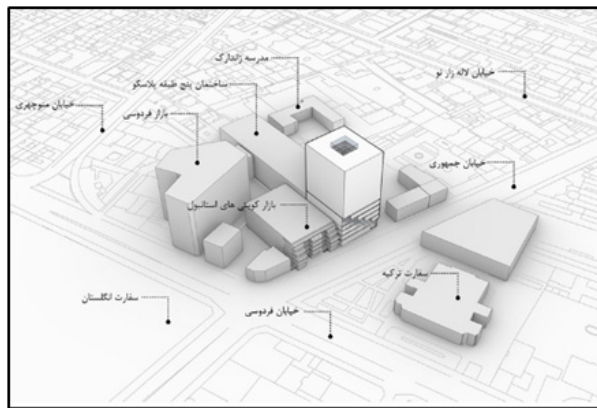 مدرسه ژاندارک
خیابان لاله زار نو
ساختمان پنج طبقه پلاسکو
خیابان منوچهری
بازار فردوسی
خیابان جمهوری
بازار کویتی های استانبول
سفارت ترکیه
سفارت انگلستان
خیابان فردوسی